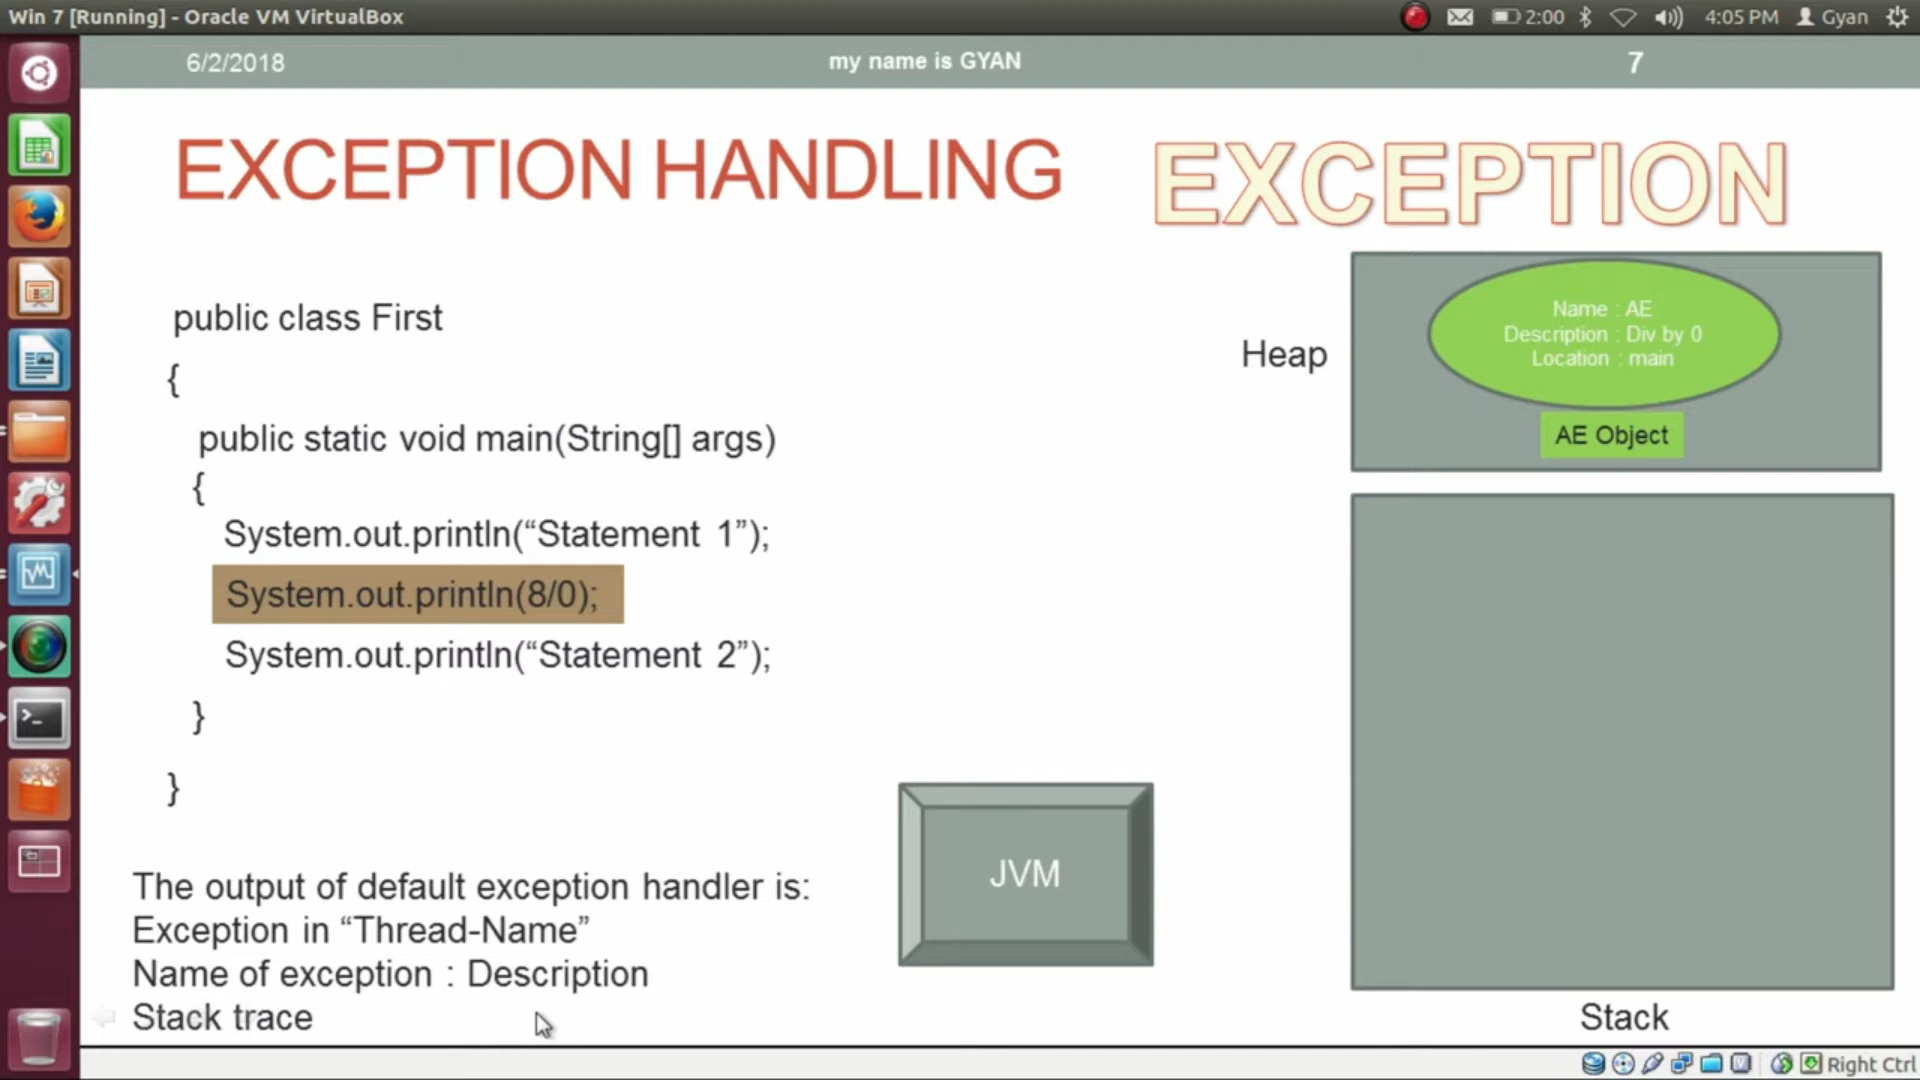 Win 7 [Running] - Oracle VM VirtualBox
2:00
4:05 PM
Gyan
6/2/2018
my name is GYAN
7
EXCEPTION HANDLING
EXCEPTION
public class First
{
public static void main(String[] args)
{
System.out.println(“Statement 1”);
System.out.println(8/0);
System.out.println(“Statement 2”);
}
}
The output of default exception handler is:
Exception in “Thread-Name”
Name of exception : Description
Stack trace
JVM
Heap
Name : AE
Description : Div by 0
Location : main
AE Object
Stack
Right Ctrl